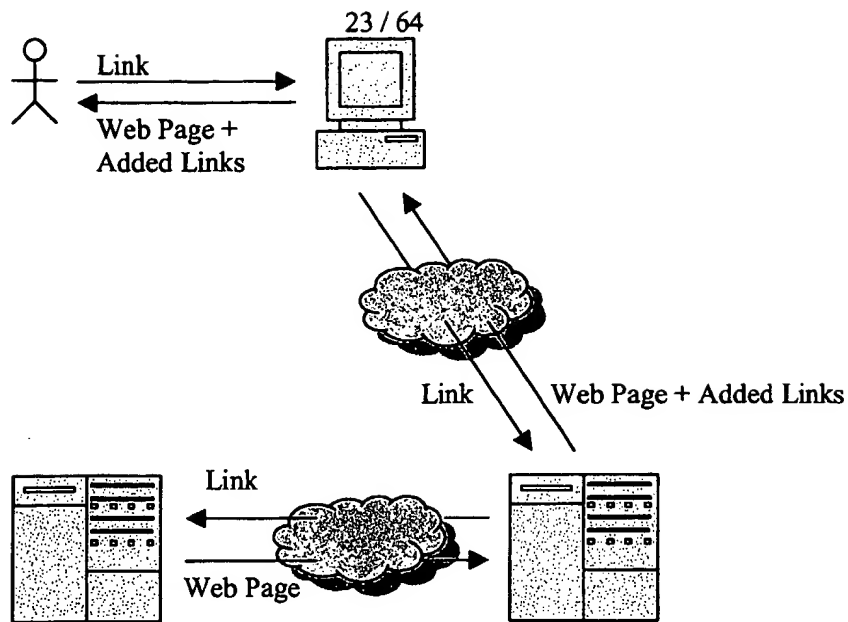 23 / 64
Link
Web Page +
Added Links
Link
Web Page + Added Links
Link
Web Page